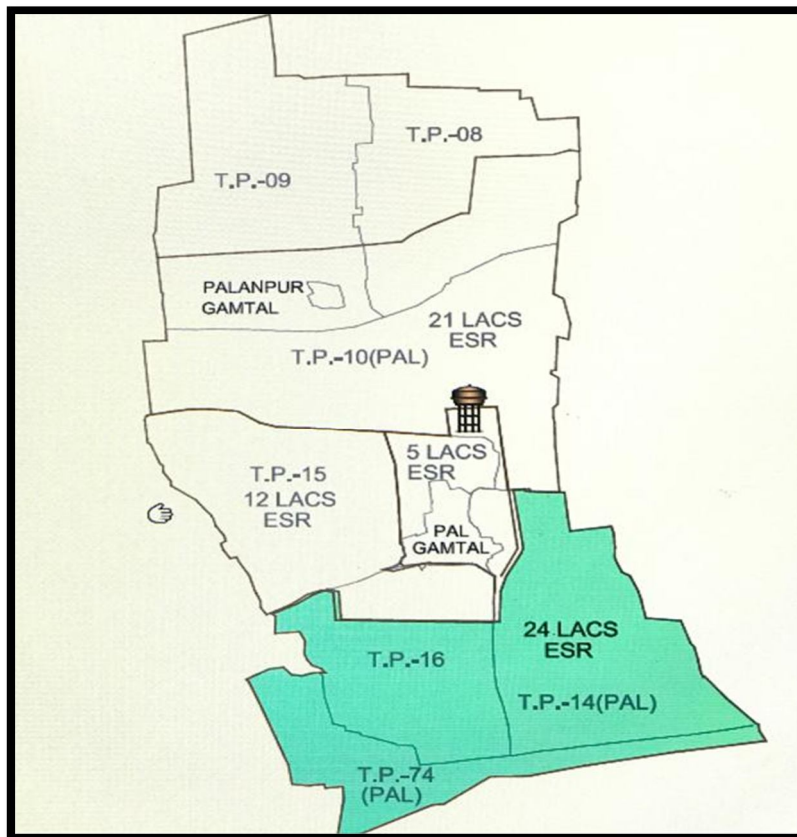 T.P.-08
T.P.-09
PALANPUR
GAMTAL
21 LACS
ESR
T.P.-10(PAL)
5 LACS
ESR
T.P.-15
12 LACS
ESR
PAL
GAMTAL
24 LACS
ESR
T.P.-16
T.P.-14(PAL)
T.P.-74
(PAL)